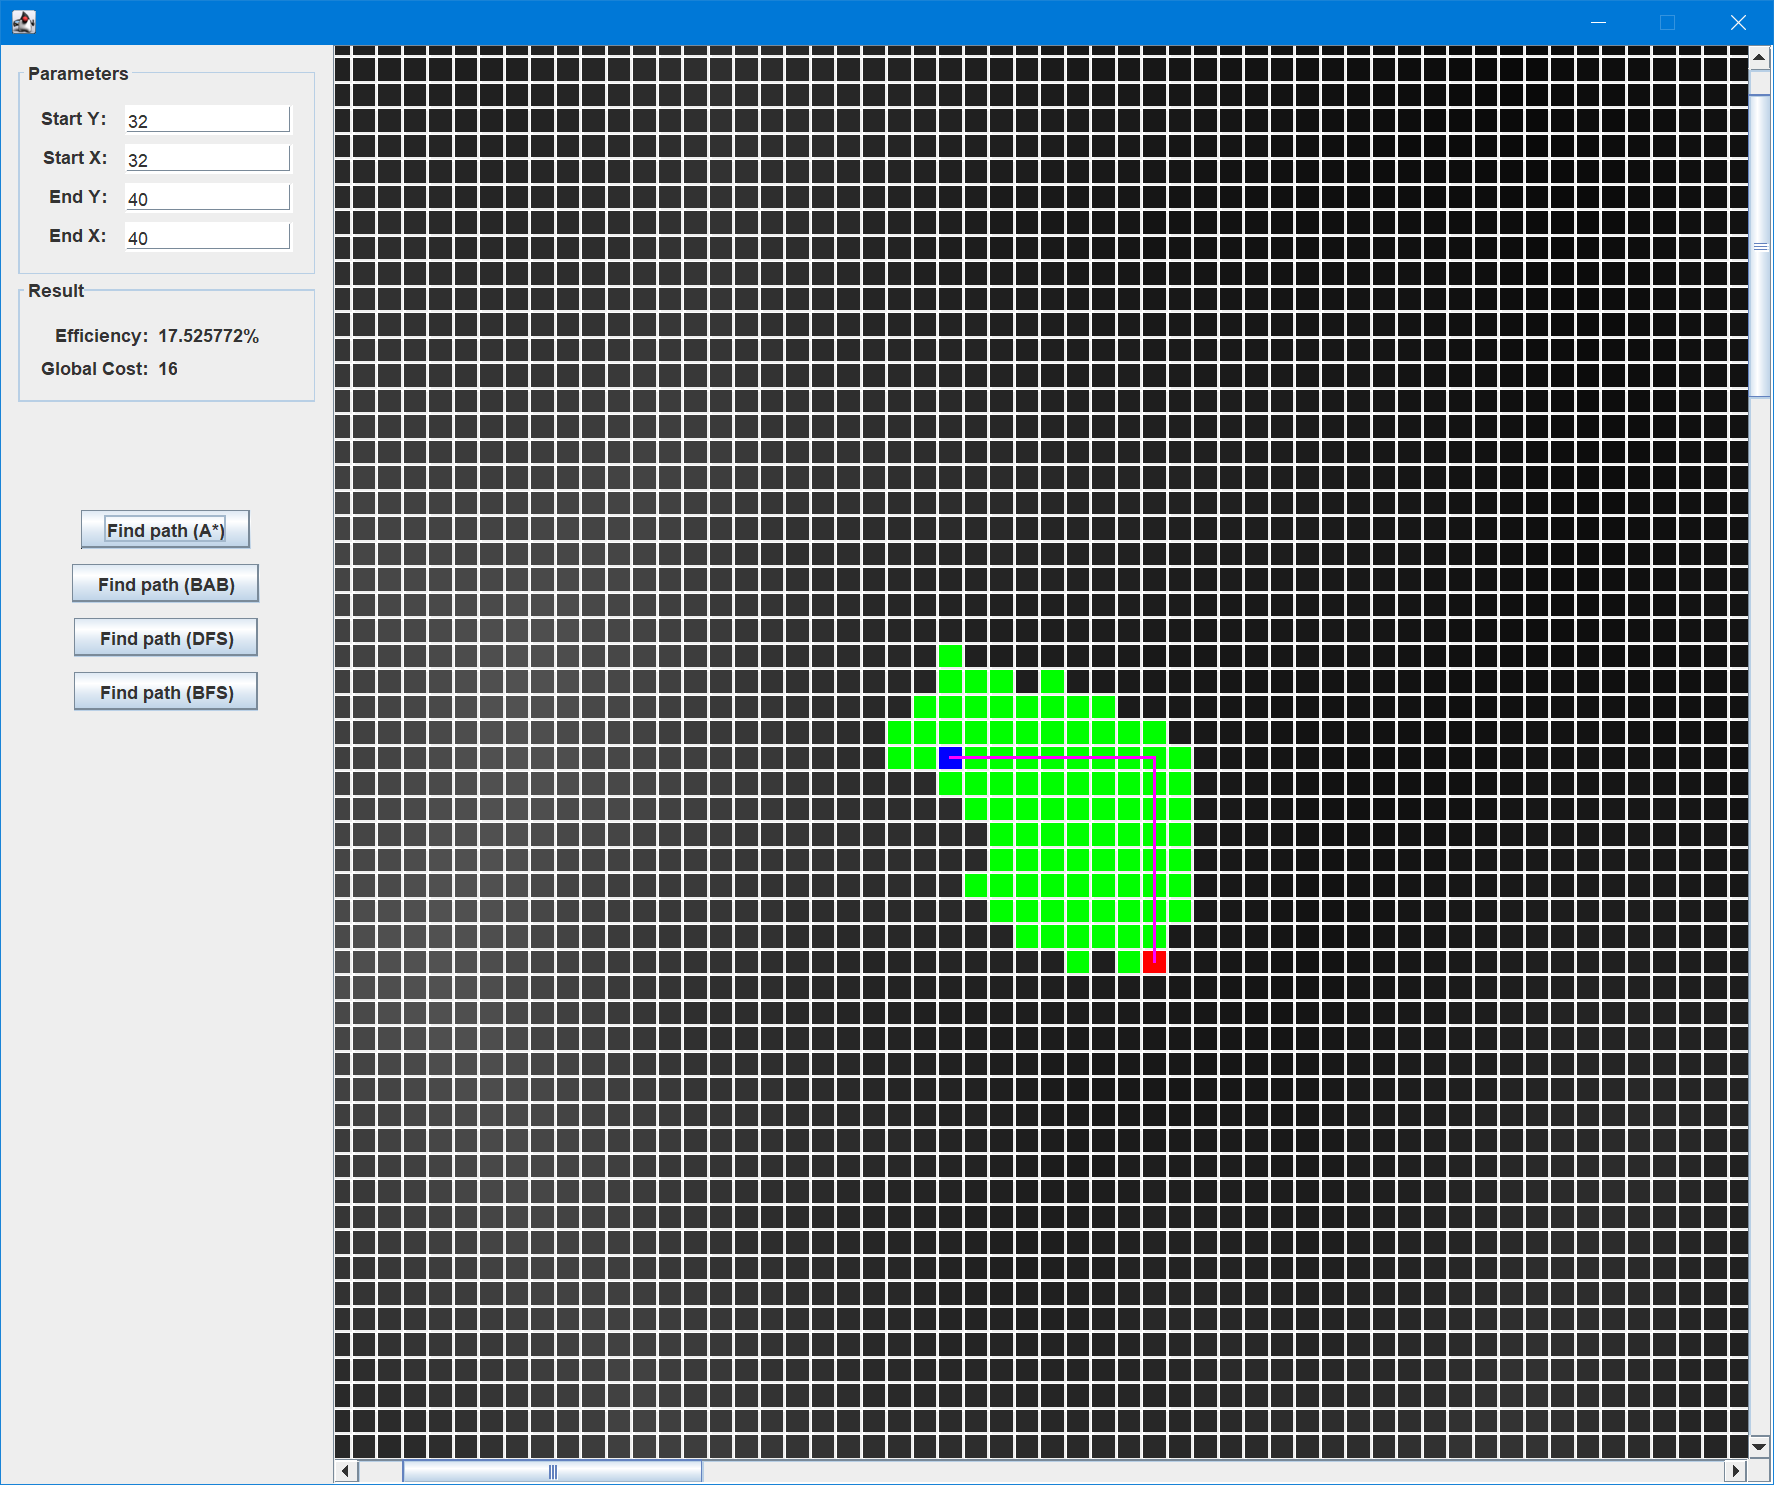 Parameters
Start Y: 32
Start X: 32
End Y: 40
End X: 40
Result
Efficiency: 17.525772%
Global Cost: 16
Find path (A*)
Find path (BAB)
Find path (DFS)
Find path (BFS)